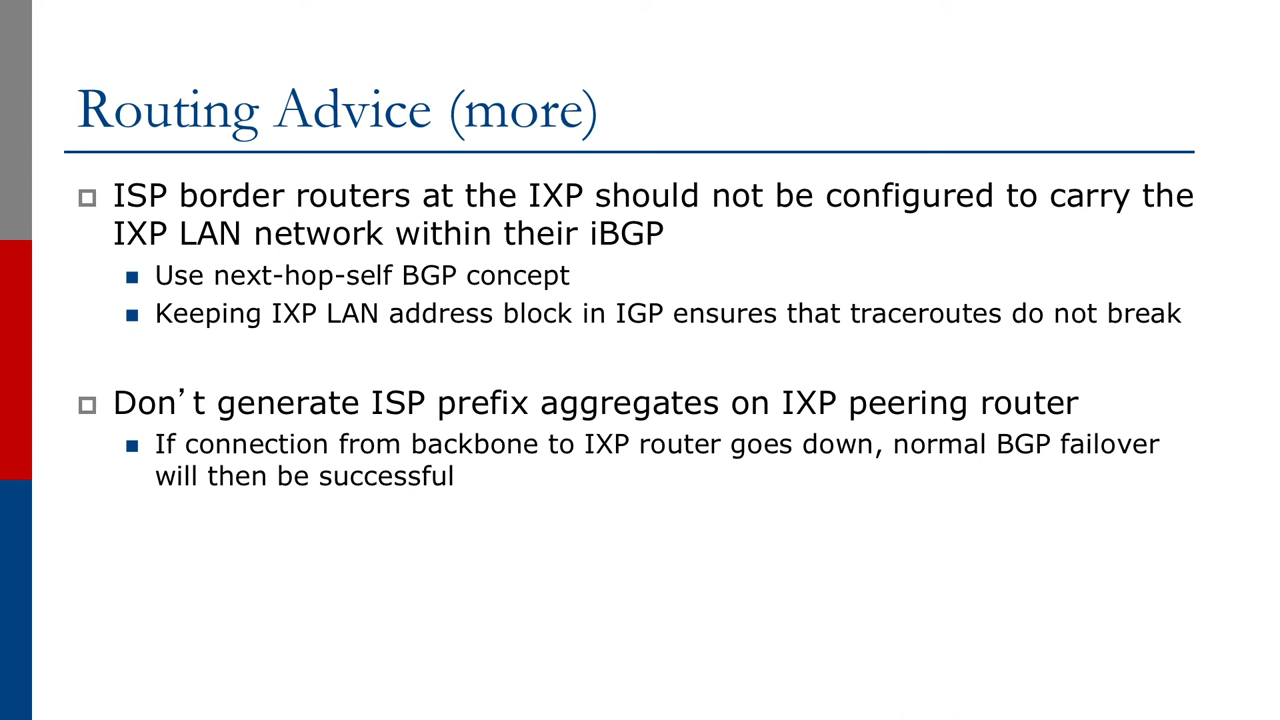 Routing Advice (more)
ISP border routers at the IXP should not be configured to carry the
IXP LAN network within their iBGP
Use next-hop-self BGP concept
Keeping IXP LAN address block in IGP ensures that traceroutes do not break
Don’t generate ISP prefix aggregates on IXP peering router
If connection from backbone to IXP router goes down, normal BGP failover
will then be successful